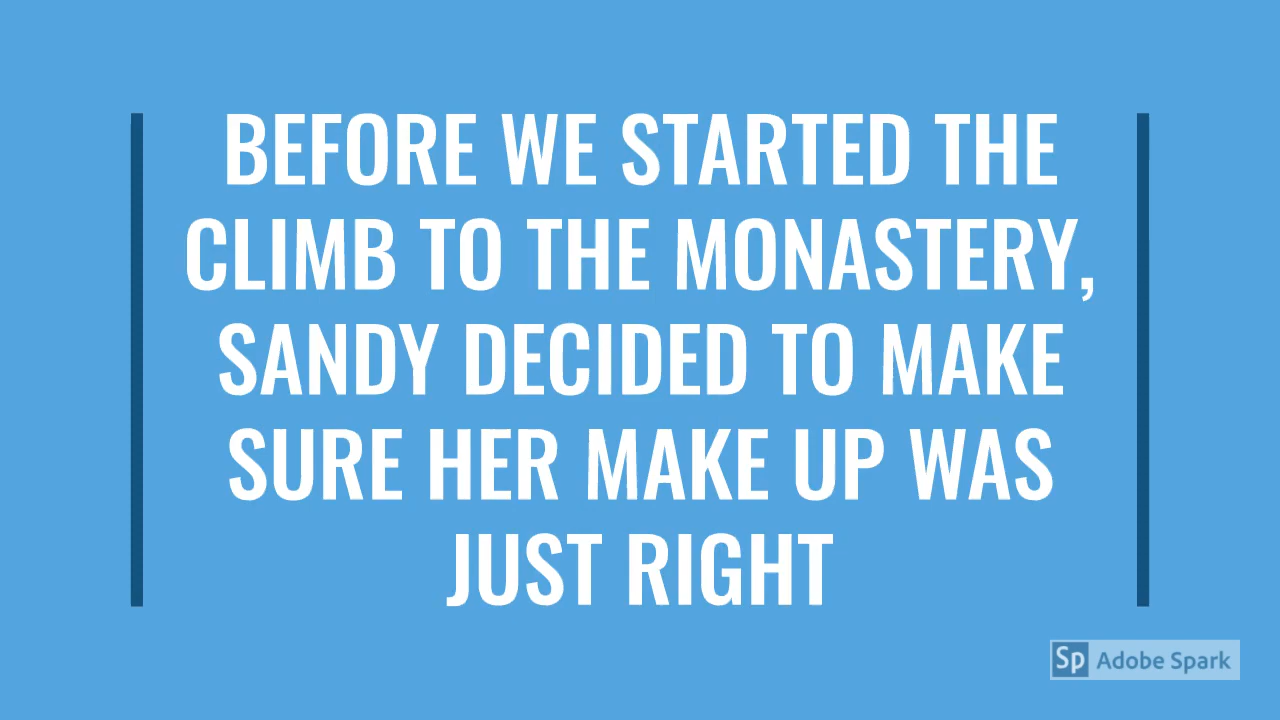 BEFORE WE STARTED THE
CLIMB TO THE MONASTERY,
SANDY DECIDED TO MAKE
SURE HER MAKE UP WAS
JUST RIGHT
Sp Adobe Spark